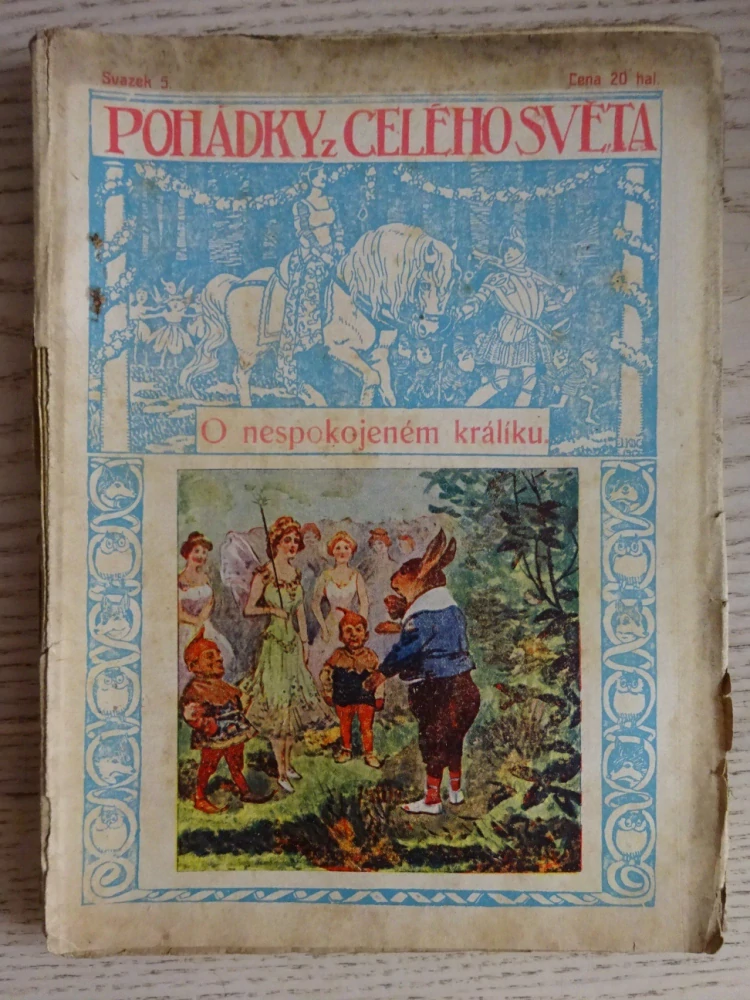 Svazek 5.
Cena 20 hal.
POHÁDKY z CELÉHO SVĚTA
O nespokojeném králíku.